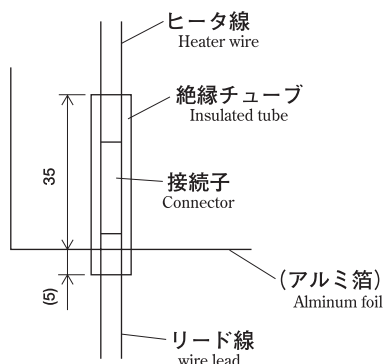 ヒータ線
Heater wire
絶縁チューブ
Insulated tube
35
接続子
Connector
(5)
(アルミ箔)
Alminum foil
リード線
wire lead